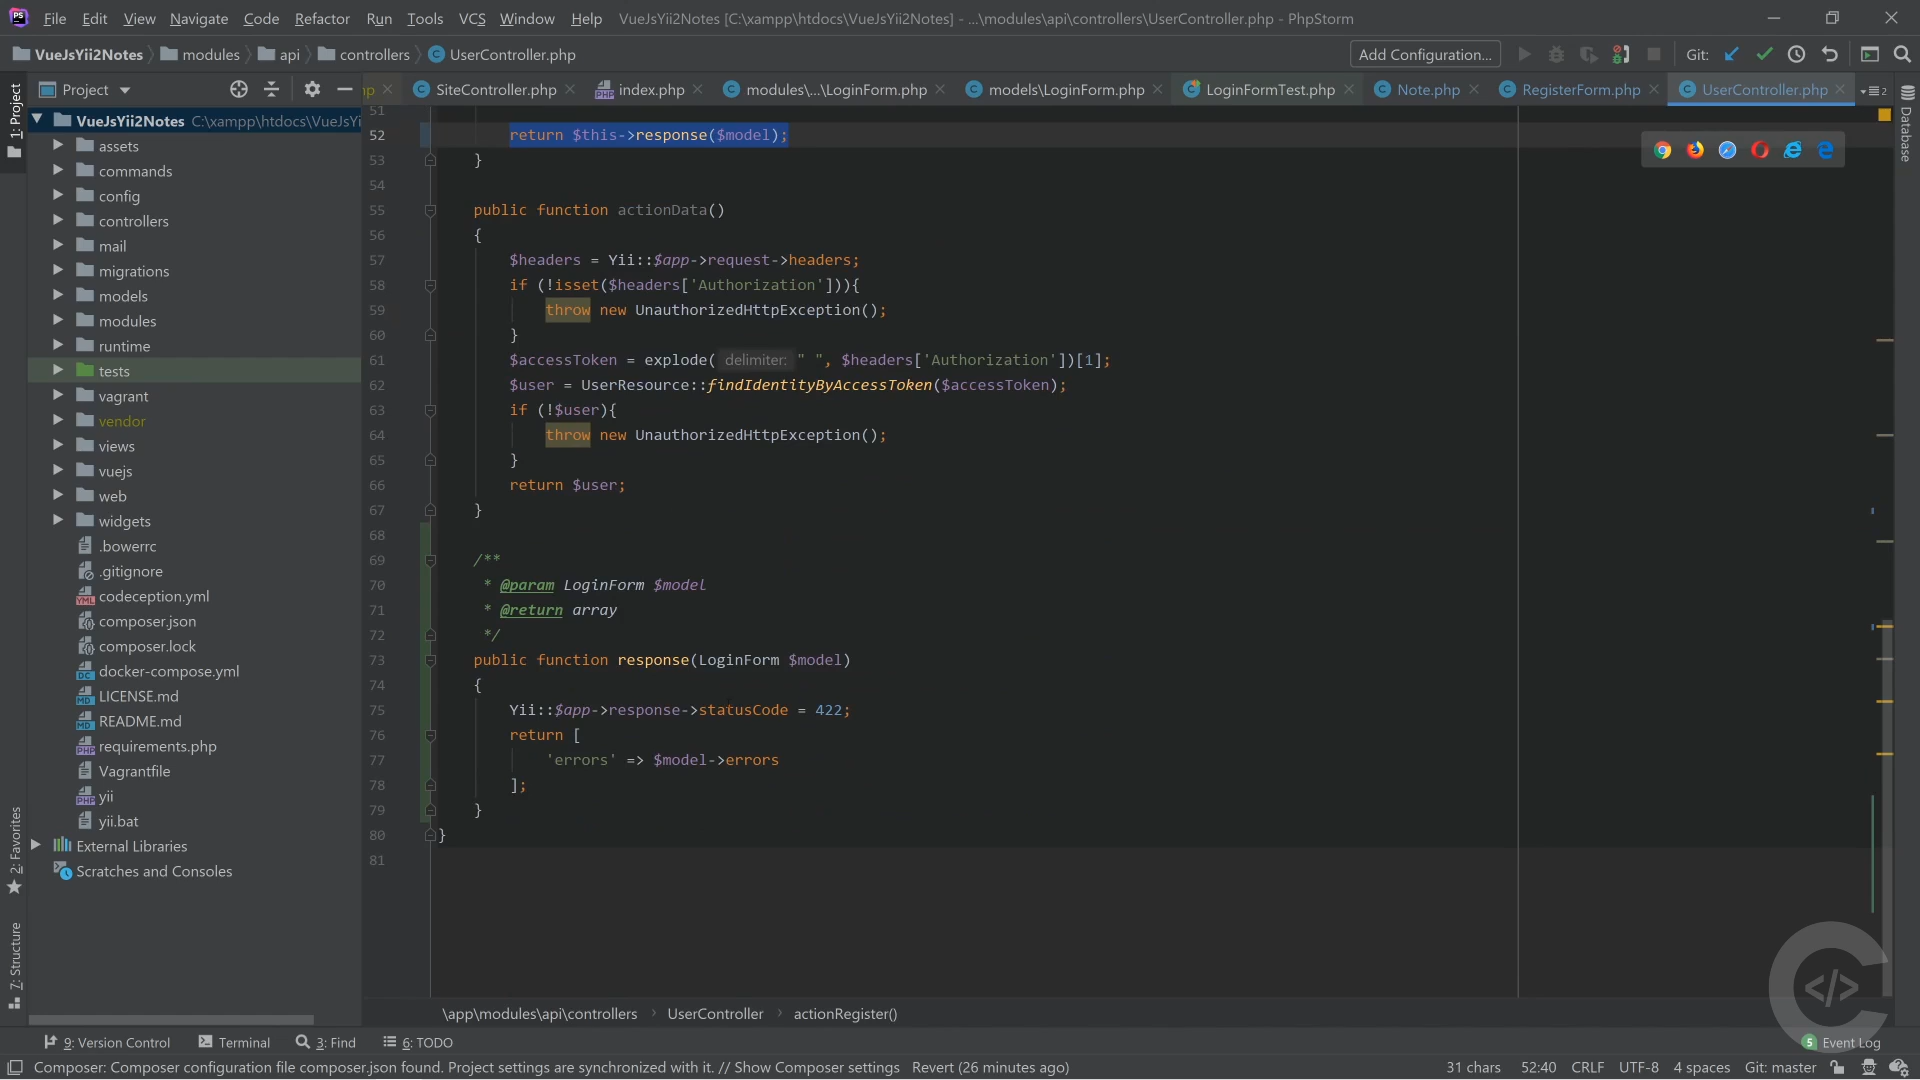 File Edit View Navigate Code Refactor Run Tools VCS Window Help VueJsYii2Notes [C:\xampp\htdocs\VueJsYii2Notes] - ...\modules\api\controllers\UserController.php - PhpStorm
VueJsYii2Notes modules api controllers UserController.php Add Configuration... Git:
Project SiteController.php index.php modules\...\LoginForm.php models\LoginForm.php LoginFormTest.php Note.php RegisterForm.php UserController.php 2
1: Project
2: Favorites
7: Structure
Database
VueJsYii2Notes C:\xampp\htdocs\VueJsYi
assets
commands
config
controllers
mail
migrations
models
modules
runtime
tests
vagrant
vendor
views
vuejs
web
widgets
.bowerrc
.gitignore
codeception.yml
composer.json
composer.lock
docker-compose.yml
LICENSE.md
README.md
requirements.php
Vagrantfile
yii
yii.bat
External Libraries
Scratches and Consoles
51
52 return $this->response($model);
53 }
54
55 public function actionData()
56 {
57 $headers = Yii::$app->request->headers;
58 if (!isset($headers['Authorization'])){
59 throw new UnauthorizedHttpException();
60 }
61 $accessToken = explode( delimiter: " ", $headers['Authorization'])[1];
62 $user = UserResource::findIdentityByAccessToken($accessToken);
63 if (!$user){
64 throw new UnauthorizedHttpException();
65 }
66 return $user;
67 }
68
69 /**
70 * @param LoginForm $model
71 * @return array
72 */
73 public function response(LoginForm $model)
74 {
75 Yii::$app->response->statusCode = 422;
76 return [
77 'errors' => $model->errors
78 ];
79 }
80 }
81
\app\modules\api\controllers › UserController › actionRegister()
9: Version Control Terminal 3: Find 6: TODO 5 Event Log
Composer: Composer configuration file composer.json found. Project settings are synchronized with it. // Show Composer settings Revert (26 minutes ago) 31 chars 52:40 CRLF UTF-8 4 spaces Git: master